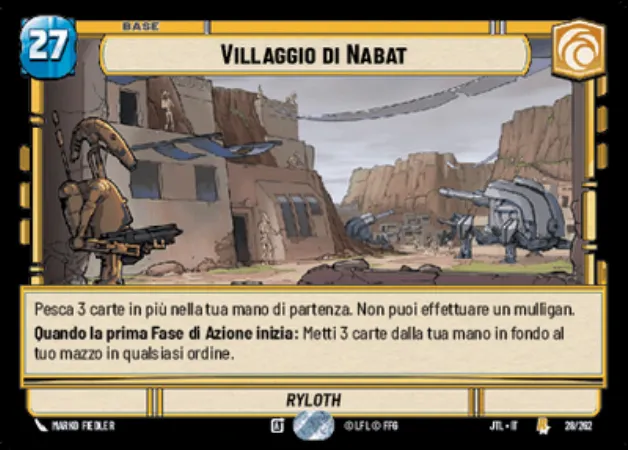 BASE
27
VILLAGGIO DI NABAT
Pesca 3 carte in più nella tua mano di partenza. Non puoi effettuare un mulligan.
Quando la prima Fase di Azione inizia: Metti 3 carte dalla tua mano in fondo al
tuo mazzo in qualsiasi ordine.
RYLOTH
MARKO FIEDLER
© LFL © FFG
JTL • IT
28/262